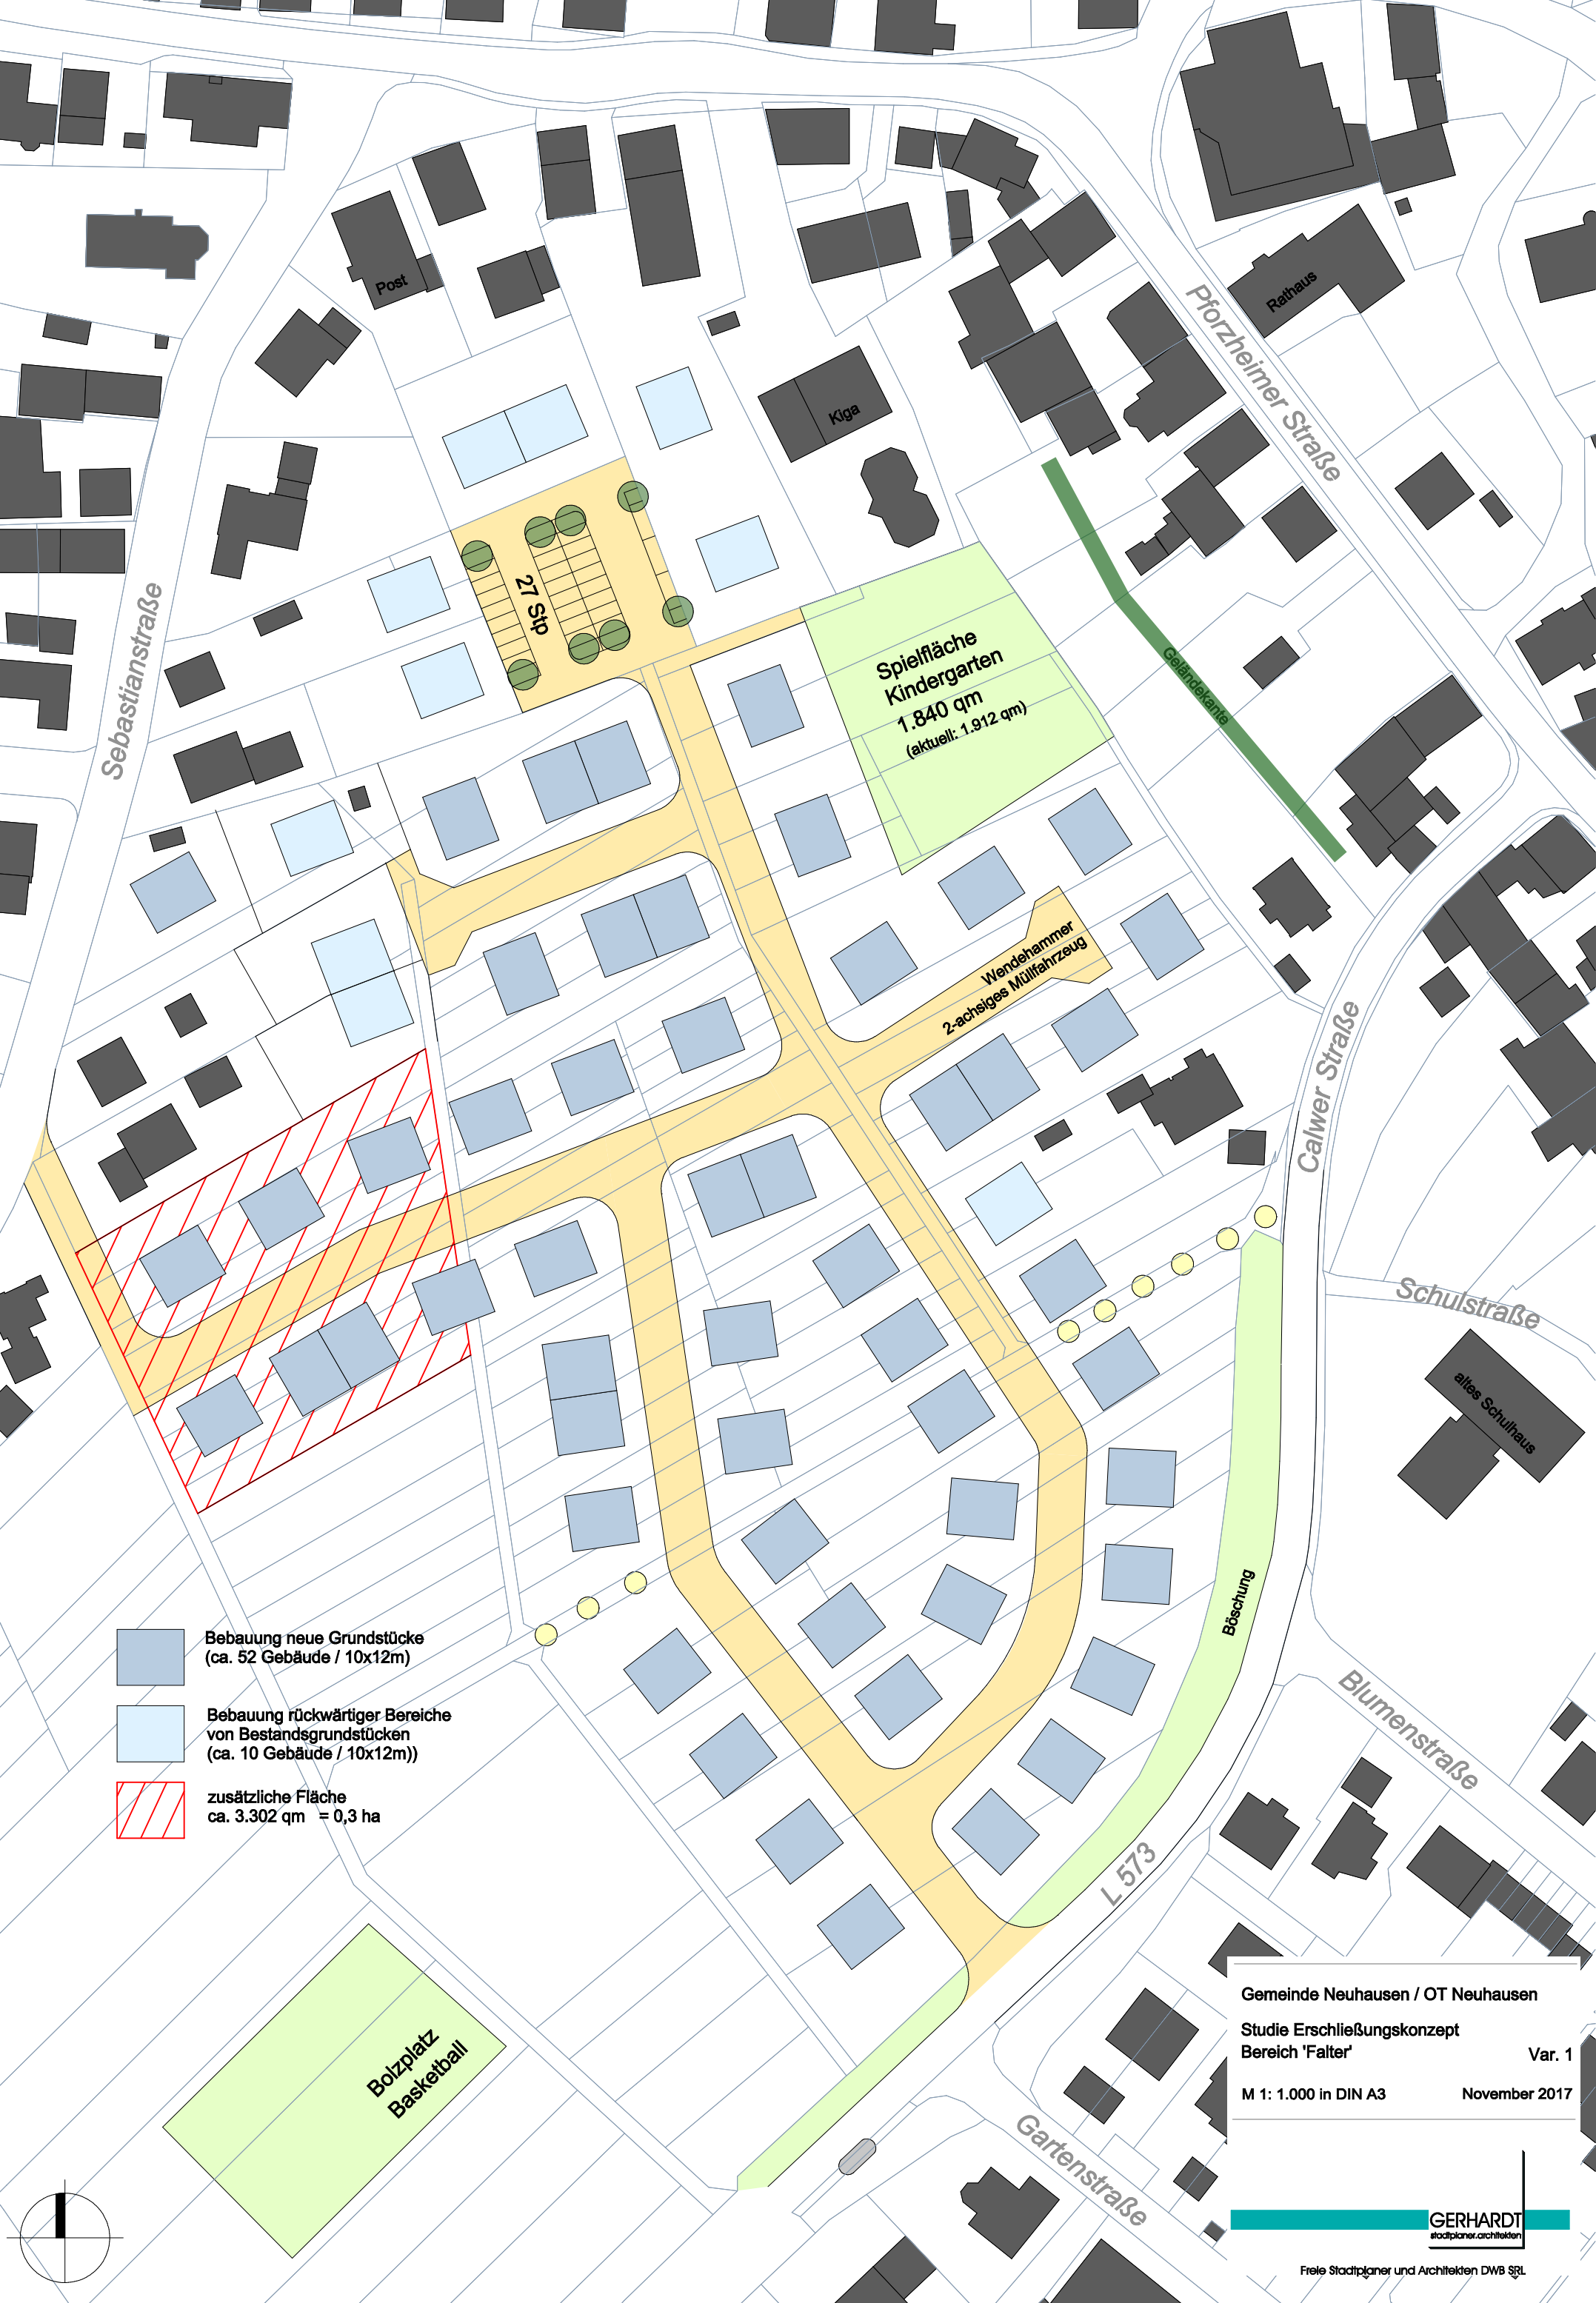 Post
Rathaus
Pforzheimer Straße
Kiga
Sebastianstraße
27 Stp
Spielfläche
Kindergarten
1.840 qm
(aktuell: 1.912 qm)
Geländekante
Wendehammer
2-achsiges Müllfahrzeug
Calwer Straße
Schulstraße
altes Schulhaus
Böschung
Blumenstraße
L 573
Gartenstraße
Bebauung neue Grundstücke
(ca. 52 Gebäude / 10x12m)
Bebauung rückwärtiger Bereiche
von Bestandsgrundstücken
(ca. 10 Gebäude / 10x12m))
zusätzliche Fläche
ca. 3.302 qm = 0,3 ha
Bolzplatz
Basketball
Gemeinde Neuhausen / OT Neuhausen
Studie Erschließungskonzept
Bereich 'Falter' Var. 1
M 1: 1.000 in DIN A3 November 2017
GERHARDT
stadtplaner.architekten
Freie Stadtplaner und Architekten DWB SRL